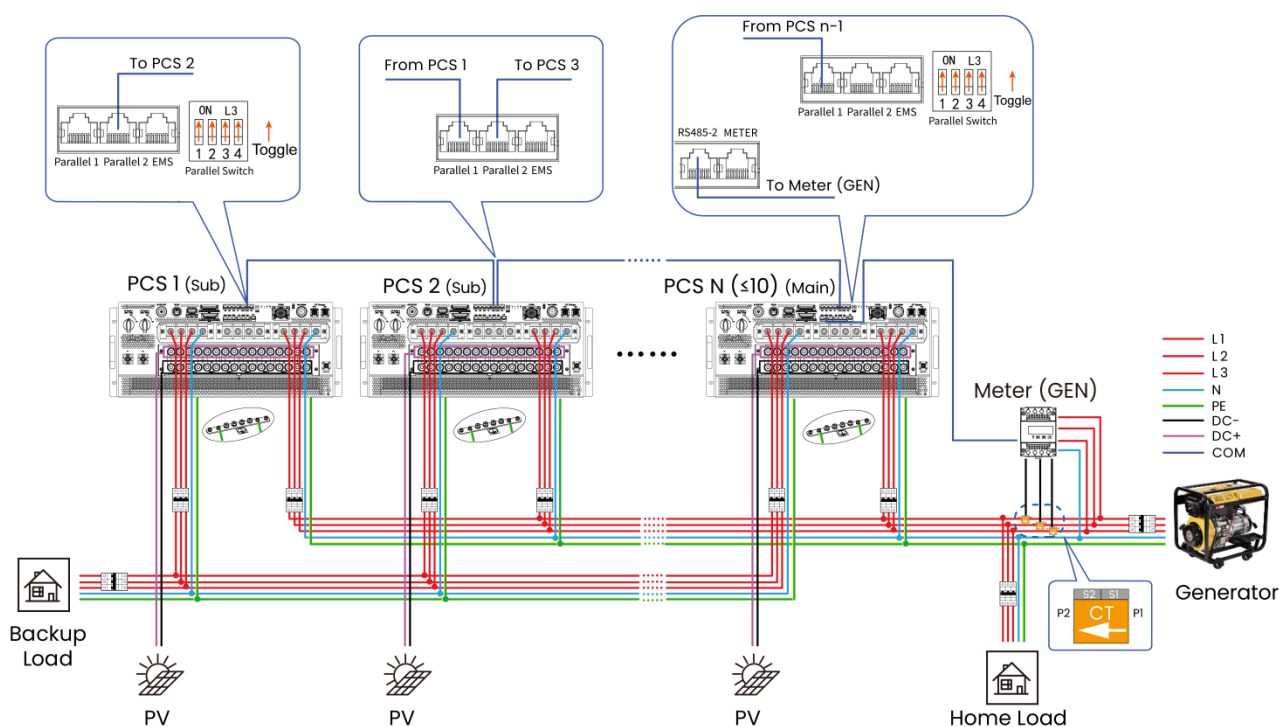 To PCS 2
ON L3
1 2 3 4
Toggle
Parallel 1 Parallel 2 EMS
Parallel Switch
From PCS 1
To PCS 3
Parallel 1 Parallel 2 EMS
From PCS n-1
ON L3
1 2 3 4
Toggle
Parallel 1 Parallel 2 EMS
Parallel Switch
RS485-2 METER
To Meter (GEN)
PCS 1 (Sub)
PCS 2 (Sub)
PCS N (≤10) (Main)
L1
L2
L3
N
PE
DC-
DC+
COM
Meter (GEN)
Generator
S2 S1
P2
CT
P1
Backup
Load
PV
PV
PV
Home Load